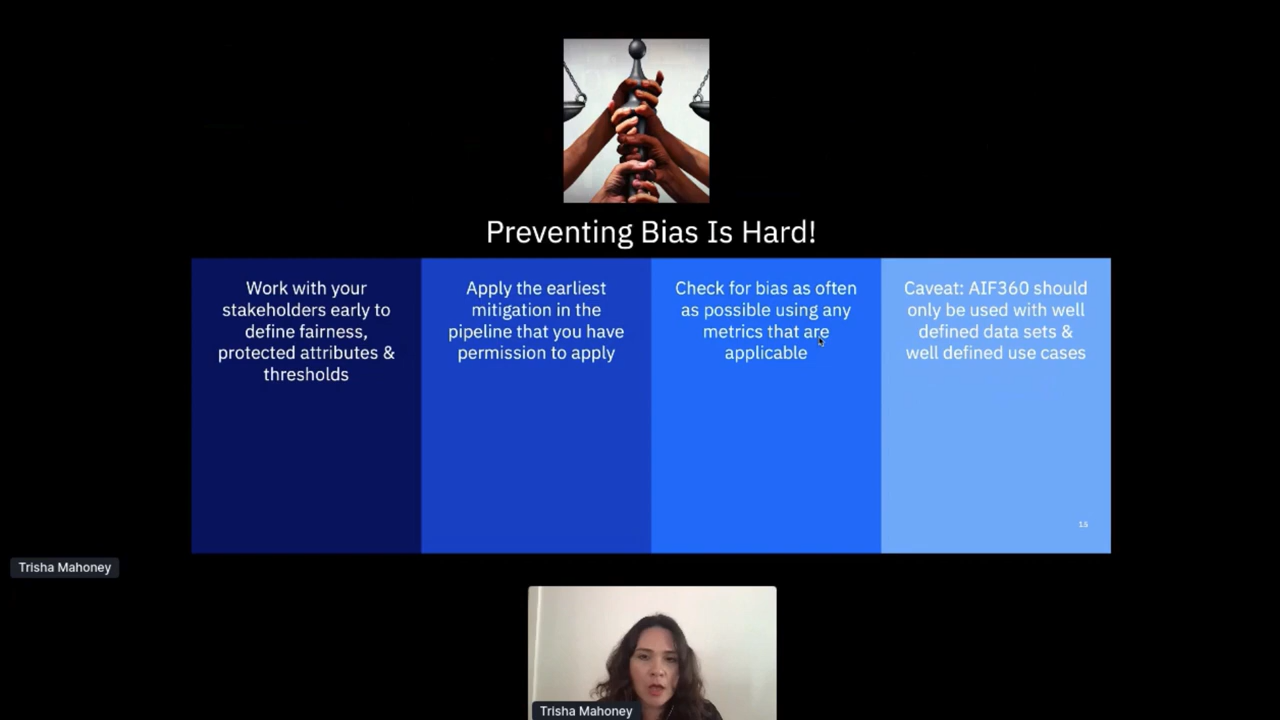 Preventing Bias Is Hard!
Work with your
stakeholders early to
define fairness,
protected attributes &
thresholds
Apply the earliest
mitigation in the
pipeline that you have
permission to apply
Check for bias as often
as possible using any
metrics that are
applicable
Caveat: AIF360 should
only be used with well
defined data sets &
well defined use cases
15
Trisha Mahoney
Trisha Mahoney